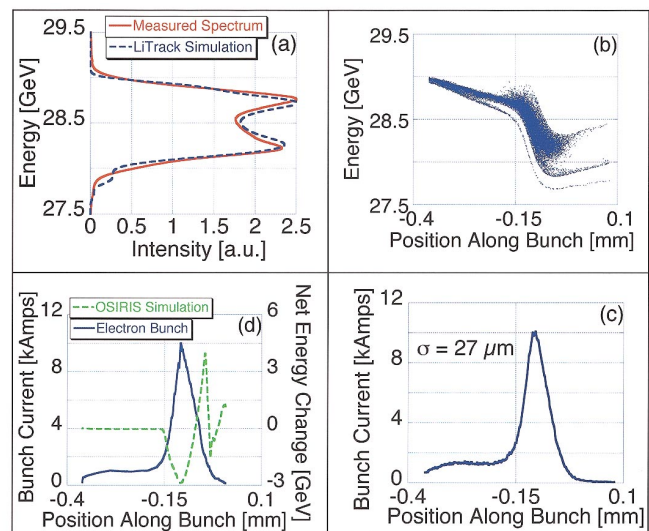 Measured Spectrum
LiTrack Simulation
(a)
Energy [GeV]
29.5
28.5
27.5
0 0.5 1 1.5 2 2.5
Intensity [a.u.]
(b)
Energy [GeV]
29.5
28.5
27.5
-0.4 -0.15 0.1
Position Along Bunch [mm]
OSIRIS Simulation
Electron Bunch
(d)
Bunch Current [kAmps]
12
8
4
0
Net Energy Change [GeV]
6
3
0
-3
-0.4 -0.15 0.1
Position Along Bunch [mm]
(c)
σ = 27 µm
Bunch Current [kAmps]
12
8
4
0
-0.4 -0.15 0.1
Position Along Bunch [mm]